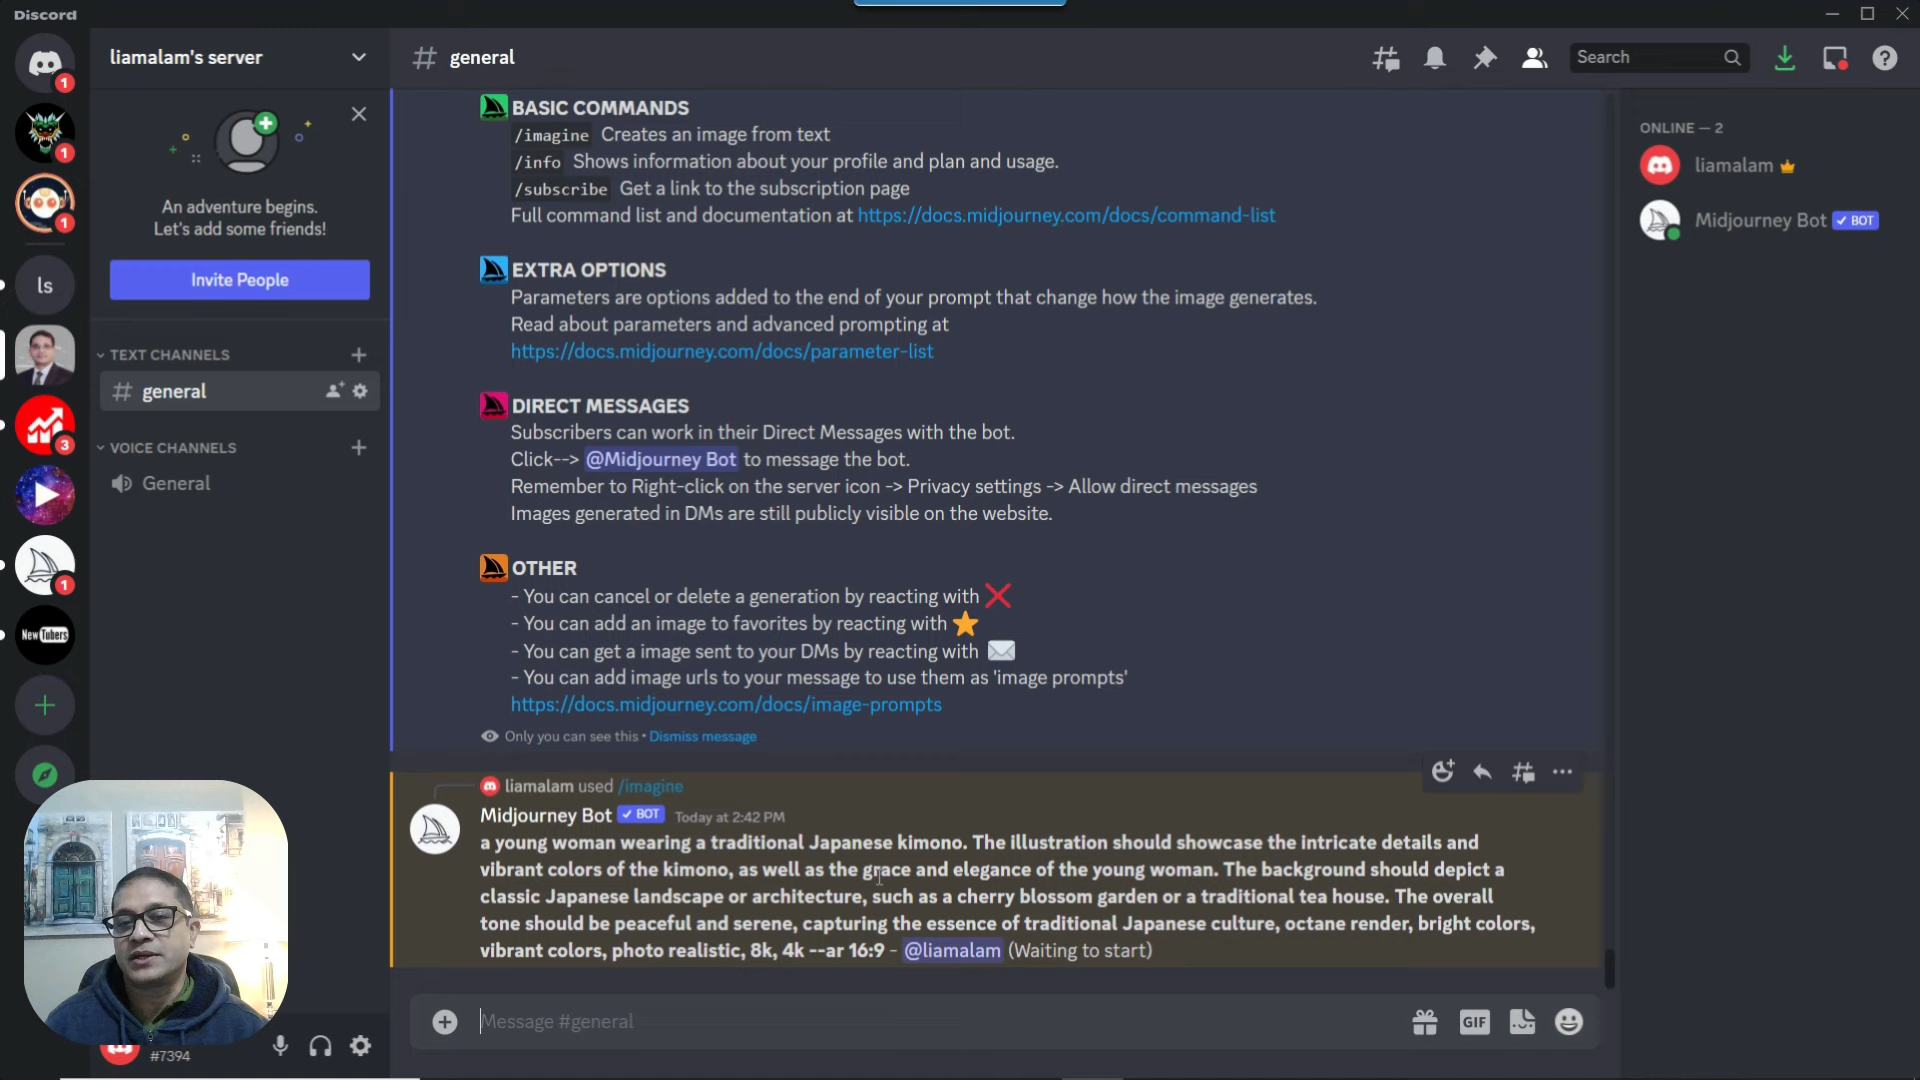 Discord
liamalam's server
general
Search
1
1
1
ls
3
1
New Tubers
An adventure begins.
Let's add some friends!
Invite People
TEXT CHANNELS
general
VOICE CHANNELS
General
#7394
BASIC COMMANDS
/imagine Creates an image from text
/info Shows information about your profile and plan and usage.
/subscribe Get a link to the subscription page
Full command list and documentation at https://docs.midjourney.com/docs/command-list
EXTRA OPTIONS
Parameters are options added to the end of your prompt that change how the image generates.
Read about parameters and advanced prompting at
https://docs.midjourney.com/docs/parameter-list
DIRECT MESSAGES
Subscribers can work in their Direct Messages with the bot.
Click--> @Midjourney Bot to message the bot.
Remember to Right-click on the server icon -> Privacy settings -> Allow direct messages
Images generated in DMs are still publicly visible on the website.
OTHER
- You can cancel or delete a generation by reacting with ❌
- You can add an image to favorites by reacting with ⭐
- You can get a image sent to your DMs by reacting with ✉️
- You can add image urls to your message to use them as 'image prompts'
https://docs.midjourney.com/docs/image-prompts
Only you can see this • Dismiss message
liamalam used /imagine
Midjourney Bot ✓ BOT Today at 2:42 PM
a young woman wearing a traditional Japanese kimono. The illustration should showcase the intricate details and
vibrant colors of the kimono, as well as the grace and elegance of the young woman. The background should depict a
classic Japanese landscape or architecture, such as a cherry blossom garden or a traditional tea house. The overall
tone should be peaceful and serene, capturing the essence of traditional Japanese culture, octane render, bright colors,
vibrant colors, photo realistic, 8k, 4k --ar 16:9 - @liamalam (Waiting to start)
Message #general
GIF
ONLINE — 2
liamalam
Midjourney Bot ✓ BOT